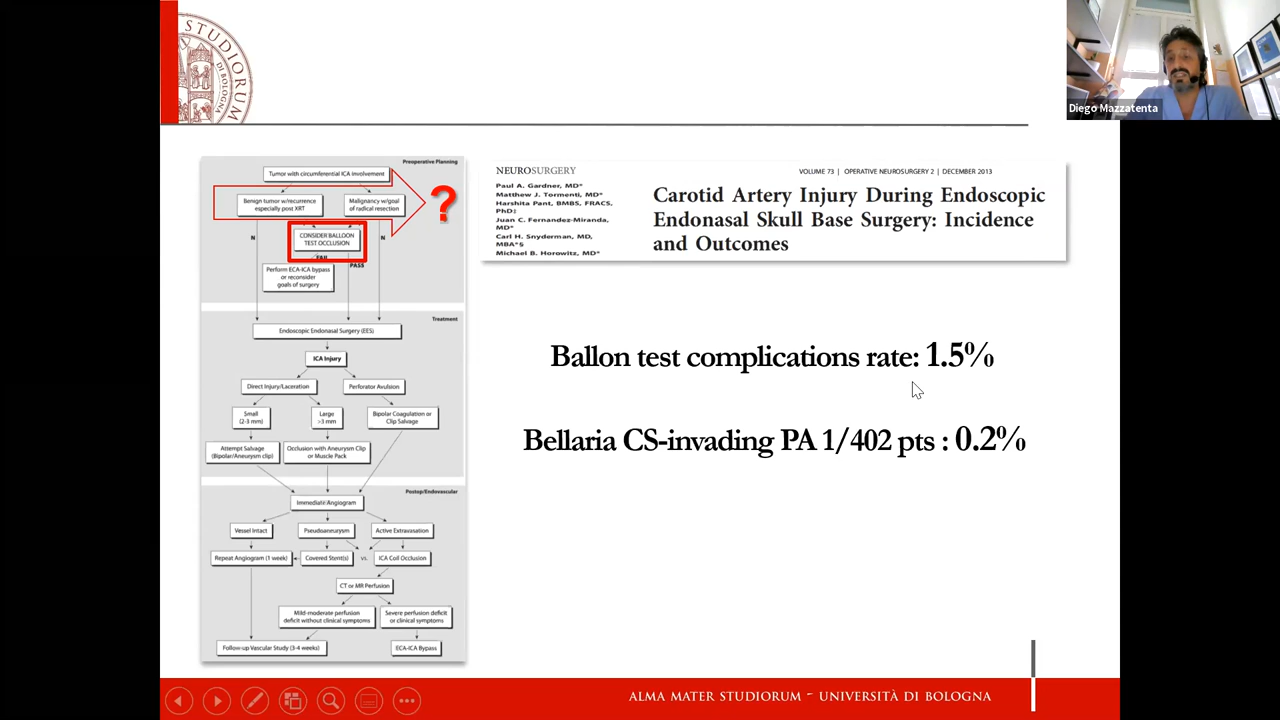 STUDIORUM
DI BOLOGNA
Diego Mazzatenta
Preoperative Planning
Tumor with circumferential ICA Involvement
Benign tumor w/recurrence
especially post XRT
Malignancy w/goal
of radical resection
?
N
CONSIDER BALLOON
TEST OCCLUSION
N
FAIL
PASS
Perform ECA-ICA bypass
or reconsider
goals of surgery
Treatment
Endoscopic Endonasal Surgery (EES)
ICA Injury
Direct Injury/Laceration
Perforator Avulsion
Small
(2-3 mm)
Large
>3 mm
Bipolar Coagulation or
Clip Salvage
Attempt Salvage
(Bipolar/Aneurysm clip)
Occlusion with Aneurysm Clip
or Muscle Pack
Postop/Endovascular
Immediate Angiogram
Vessel Intact
Pseudoaneurysm
Active Extravasation
Repeat Angiogram (1 week)
Covered Stent(s)
vs.
ICA Coil Occlusion
CT or MR Perfusion
Mild-moderate perfusion
deficit without clinical symptoms
Severe perfusion deficit
or clinical symptoms
Follow-up Vascular Study (3-4 weeks)
ECA-ICA Bypass
NEUROSURGERY
VOLUME 73 | OPERATIVE NEUROSURGERY 2 | DECEMBER 2013
Paul A. Gardner, MD*
Matthew J. Tormenti, MD*
Harshita Pant, BMBS, FRACS,
PhD‡
Juan C. Fernandez-Miranda,
MD*
Carl H. Snyderman, MD,
MBA*§
Michael B. Horowitz, MD*
Carotid Artery Injury During Endoscopic
Endonasal Skull Base Surgery: Incidence
and Outcomes
Ballon test complications rate: 1.5%
Bellaria CS-invading PA 1/402 pts : 0.2%
ALMA MATER STUDIORUM ~ UNIVERSITÀ DI BOLOGNA